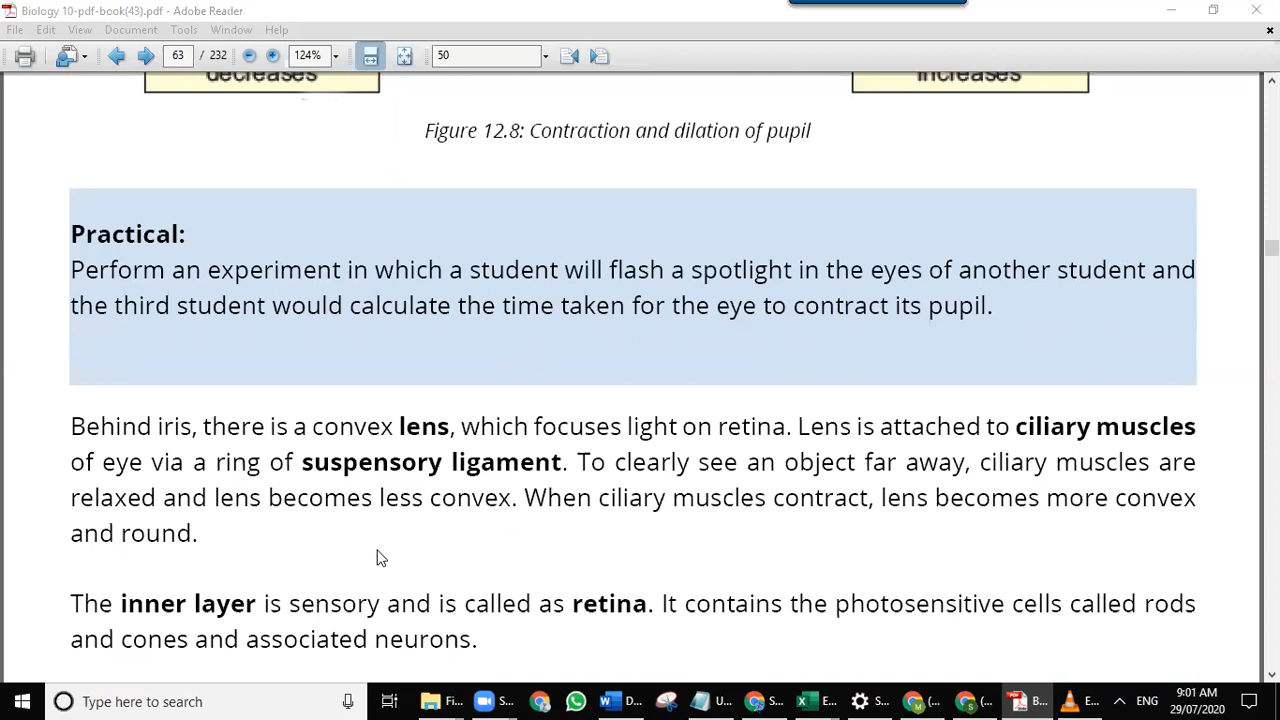 Biology 10-pdf-book(43).pdf - Adobe Reader
File Edit View Document Tools Window Help
63 / 232 124% 50
decreases increases
Figure 12.8: Contraction and dilation of pupil
Practical:
Perform an experiment in which a student will flash a spotlight in the eyes of another student and
the third student would calculate the time taken for the eye to contract its pupil.
Behind iris, there is a convex lens, which focuses light on retina. Lens is attached to ciliary muscles
of eye via a ring of suspensory ligament. To clearly see an object far away, ciliary muscles are
relaxed and lens becomes less convex. When ciliary muscles contract, lens becomes more convex
and round.
The inner layer is sensory and is called as retina. It contains the photosensitive cells called rods
and cones and associated neurons.
Type here to search Fi... S... D... U... S... E... S... (... (... B... E... ENG 9:01 AM
29/07/2020